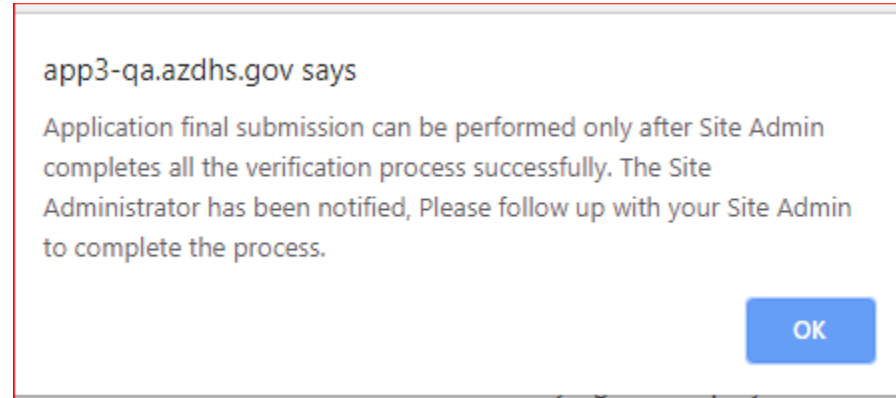 app3-qa.azdhs.gov says
Application final submission can be performed only after Site Admin
completes all the verification process successfully. The Site
Administrator has been notified, Please follow up with your Site Admin
to complete the process.
OK